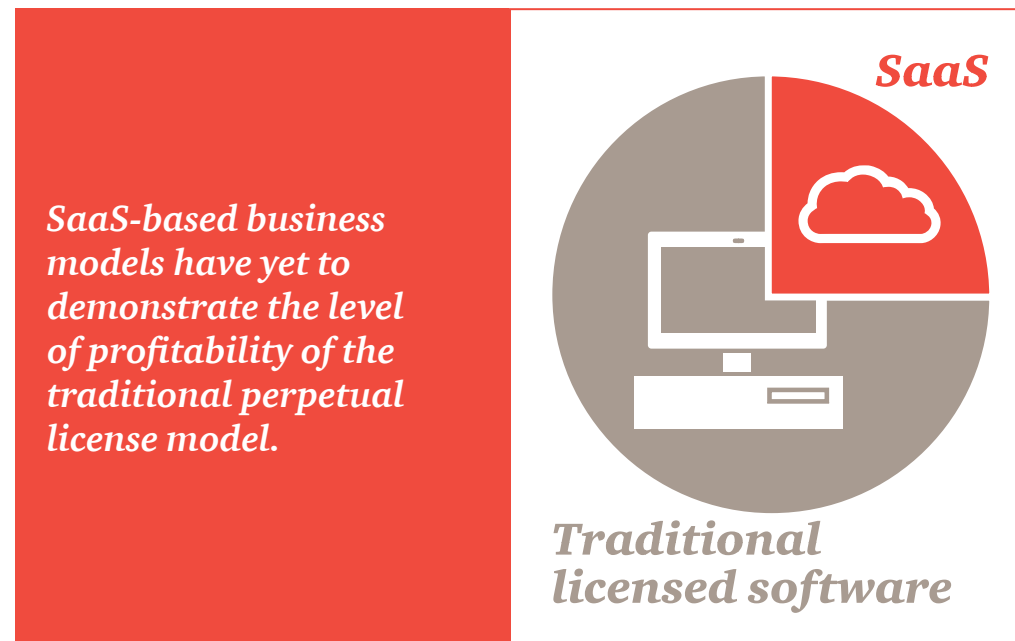 SaaS-based business
models have yet to
demonstrate the level
of profitability of the
traditional perpetual
license model.
SaaS
Traditional
licensed software